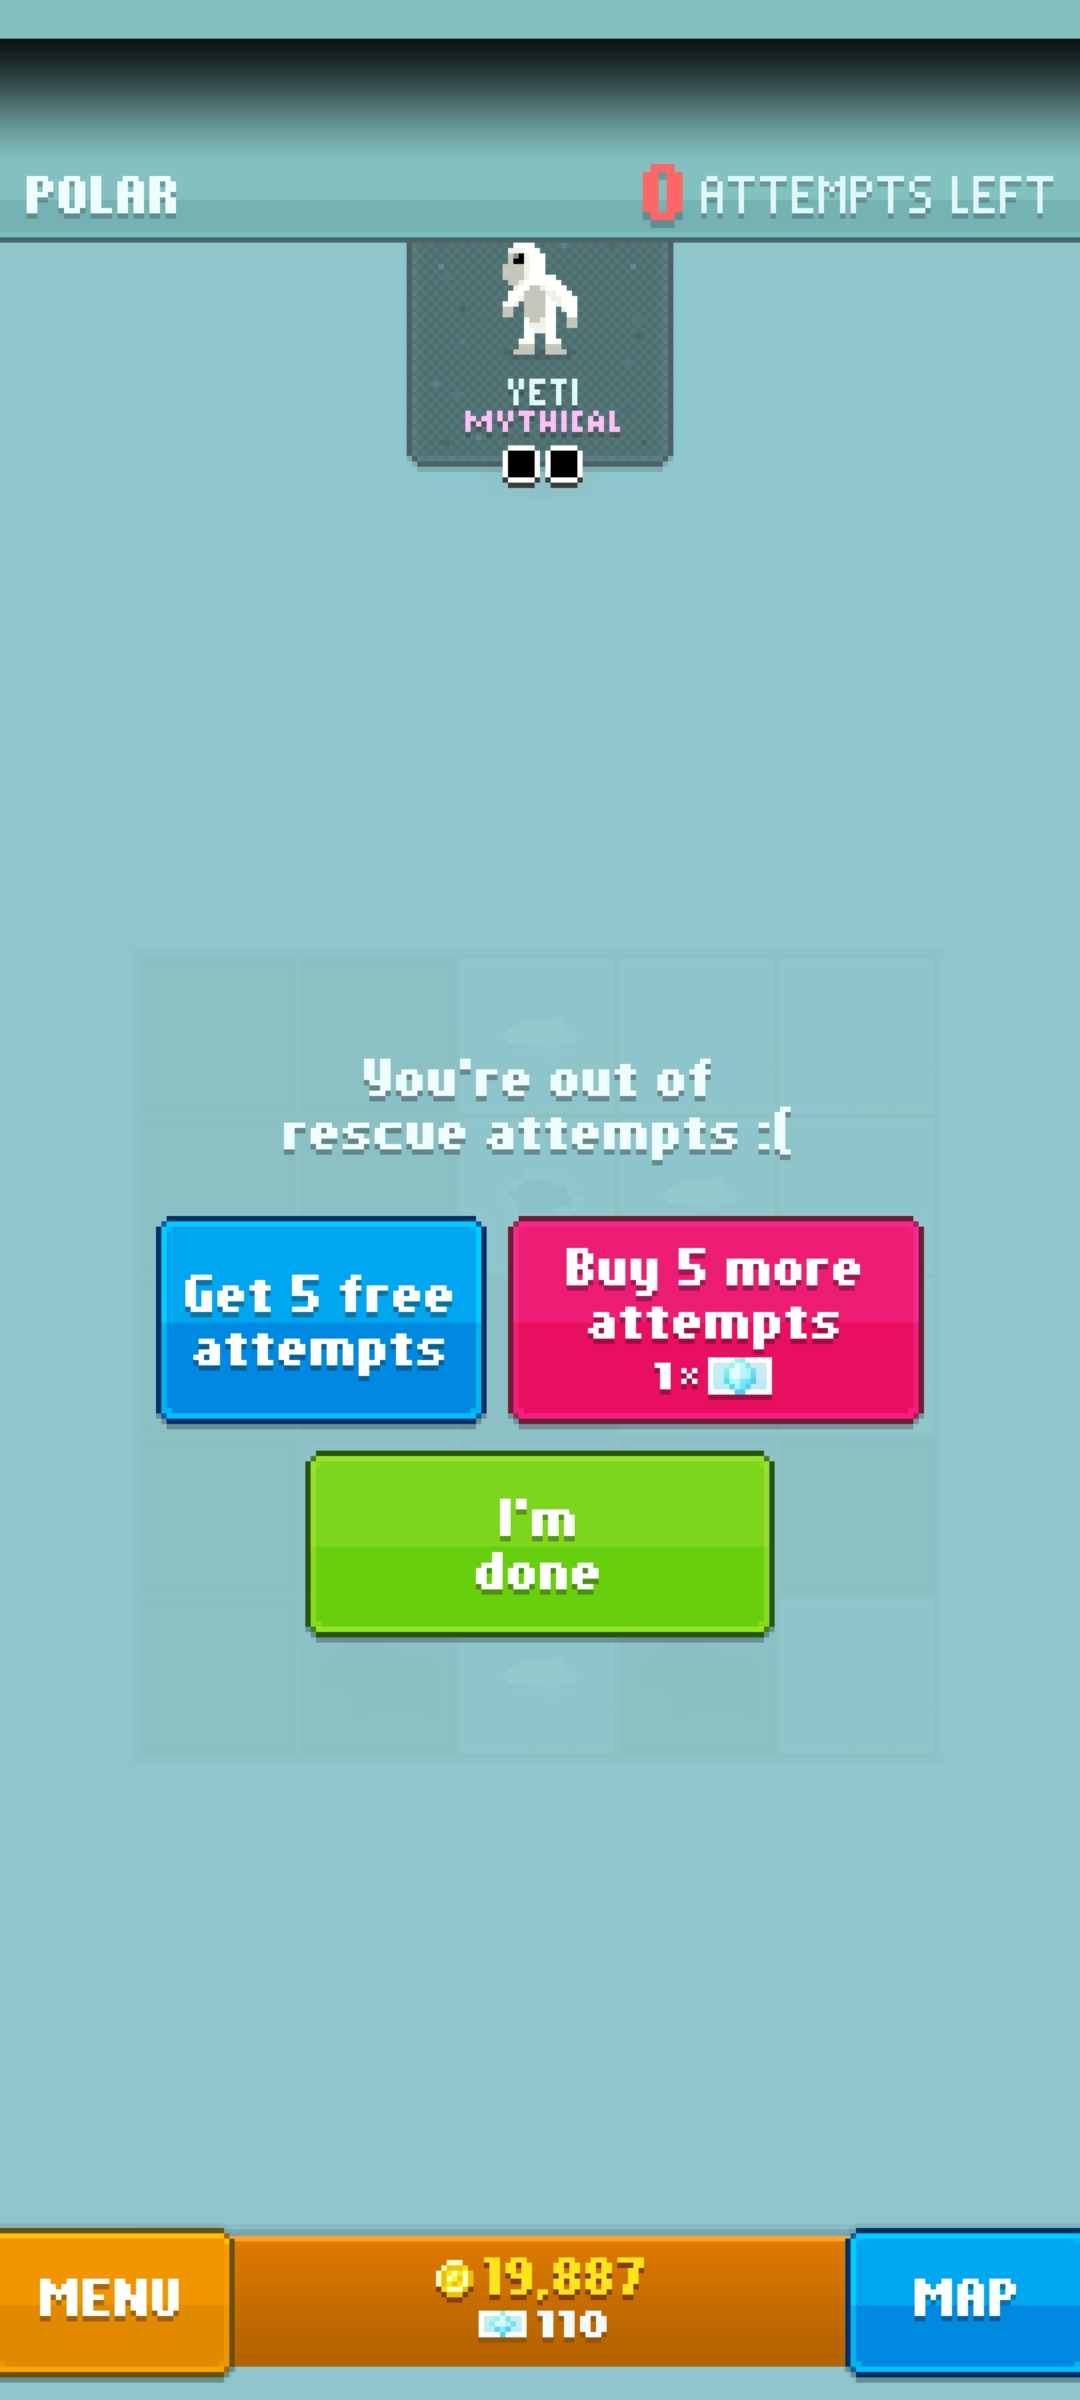 POLAR
0 ATTEMPTS LEFT
YETI
MYTHICAL
You're out of
rescue attempts :(
Get 5 free
attempts
Buy 5 more
attempts
1×
I'm
done
MENU
19,887
110
MAP